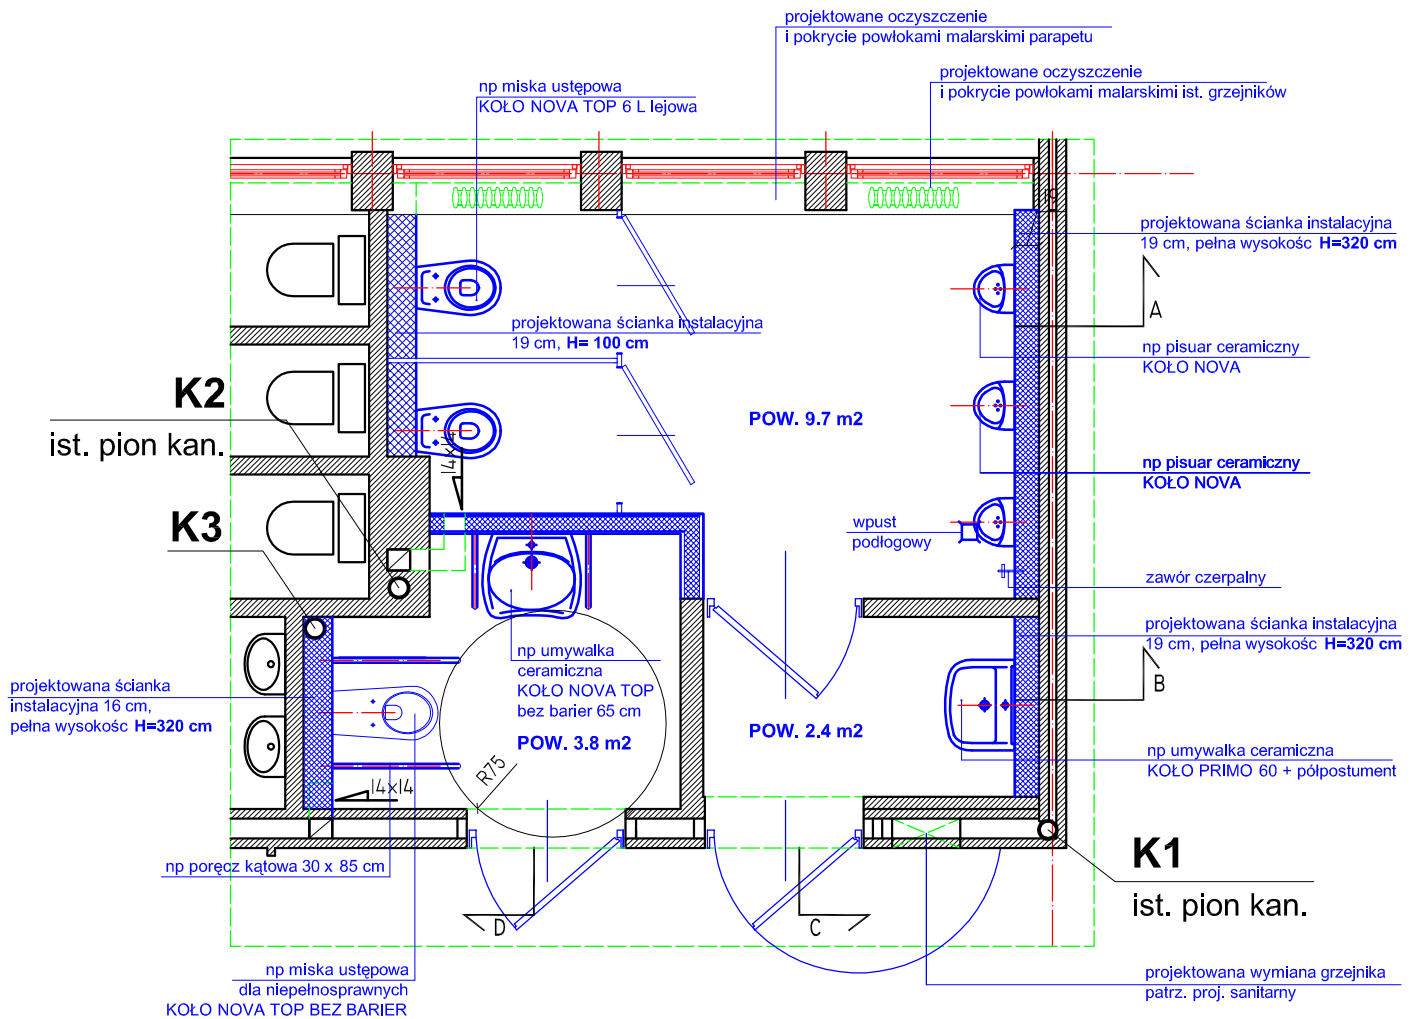 projektowane oczyszczenie
i pokrycie powłokami malarskimi parapetu
projektowane oczyszczenie
i pokrycie powłokami malarskimi ist. grzejników
np miska ustępowa
KOŁO NOVA TOP 6 L lejowa
projektowana ścianka instalacyjna
19 cm, pełna wysokośc H=320 cm
A
projektowana ścianka instalacyjna
19 cm, H= 100 cm
np pisuar ceramiczny
KOŁO NOVA
K2
ist. pion kan.
POW. 9.7 m2
14x14
np pisuar ceramiczny
KOŁO NOVA
K3
wpust
podłogowy
zawór czerpalny
projektowana ścianka instalacyjna
19 cm, pełna wysokośc H=320 cm
B
np umywalka
ceramiczna
KOŁO NOVA TOP
bez barier 65 cm
POW. 3.8 m2
projektowana ścianka
instalacyjna 16 cm,
pełna wysokośc H=320 cm
POW. 2.4 m2
np umywalka ceramiczna
KOŁO PRIMO 60 + półpostument
R75
14x14
np poręcz kątowa 30 x 85 cm
K1
ist. pion kan.
D
C
np miska ustępowa
dla niepełnosprawnych
KOŁO NOVA TOP BEZ BARIER
projektowana wymiana grzejnika
patrz. proj. sanitarny